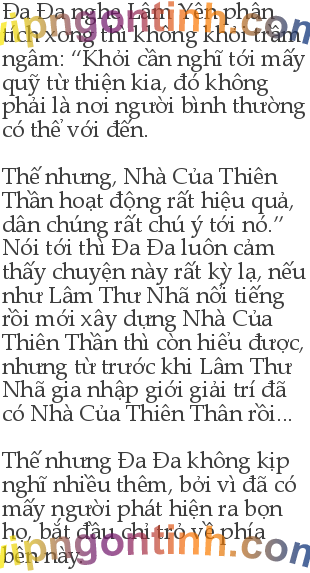 Đa Đa nghe Lâm Yên phân
tích xong thì không khỏi trầm
ngâm: “Khỏi cần nghĩ tới mấy
quỹ từ thiện kia, đó không
phải là nơi người bình thường
có thể với đến.
Thế nhưng, Nhà Của Thiên
Thần hoạt động rất hiệu quả,
dân chúng rất chú ý tới nó.”
Nói tới thì Đa Đa luôn cảm
thấy chuyện này rất kỳ lạ, nếu
như Lâm Thư Nhã nổi tiếng
rồi mới xây dựng Nhà Của
Thiên Thần thì còn hiểu được,
nhưng từ trước khi Lâm Thư
Nhã gia nhập giới giải trí đã
có Nhà Của Thiên Thân rồi...
Thế nhưng Đa Đa không kịp
nghĩ nhiều thêm, bởi vì đã có
mấy người phát hiện ra bọn
họ, bắt đầu chỉ trỏ về phía
bên này.